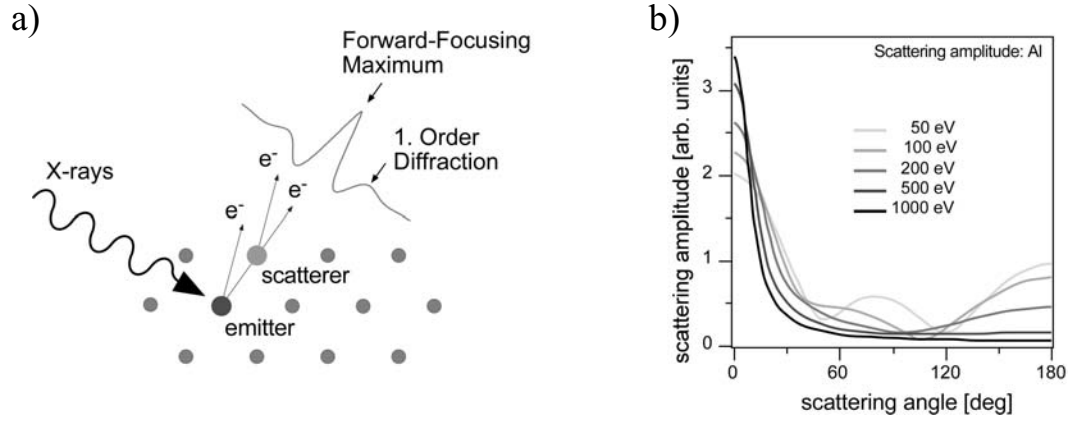 a)
Forward-Focusing
Maximum
1. Order
Diffraction
X-rays
e-
e-
e-
scatterer
emitter
b)
Scattering amplitude: Al
scattering amplitude [arb. units]
3
2
1
0
50 eV
100 eV
200 eV
500 eV
1000 eV
0
60
120
180
scattering angle [deg]